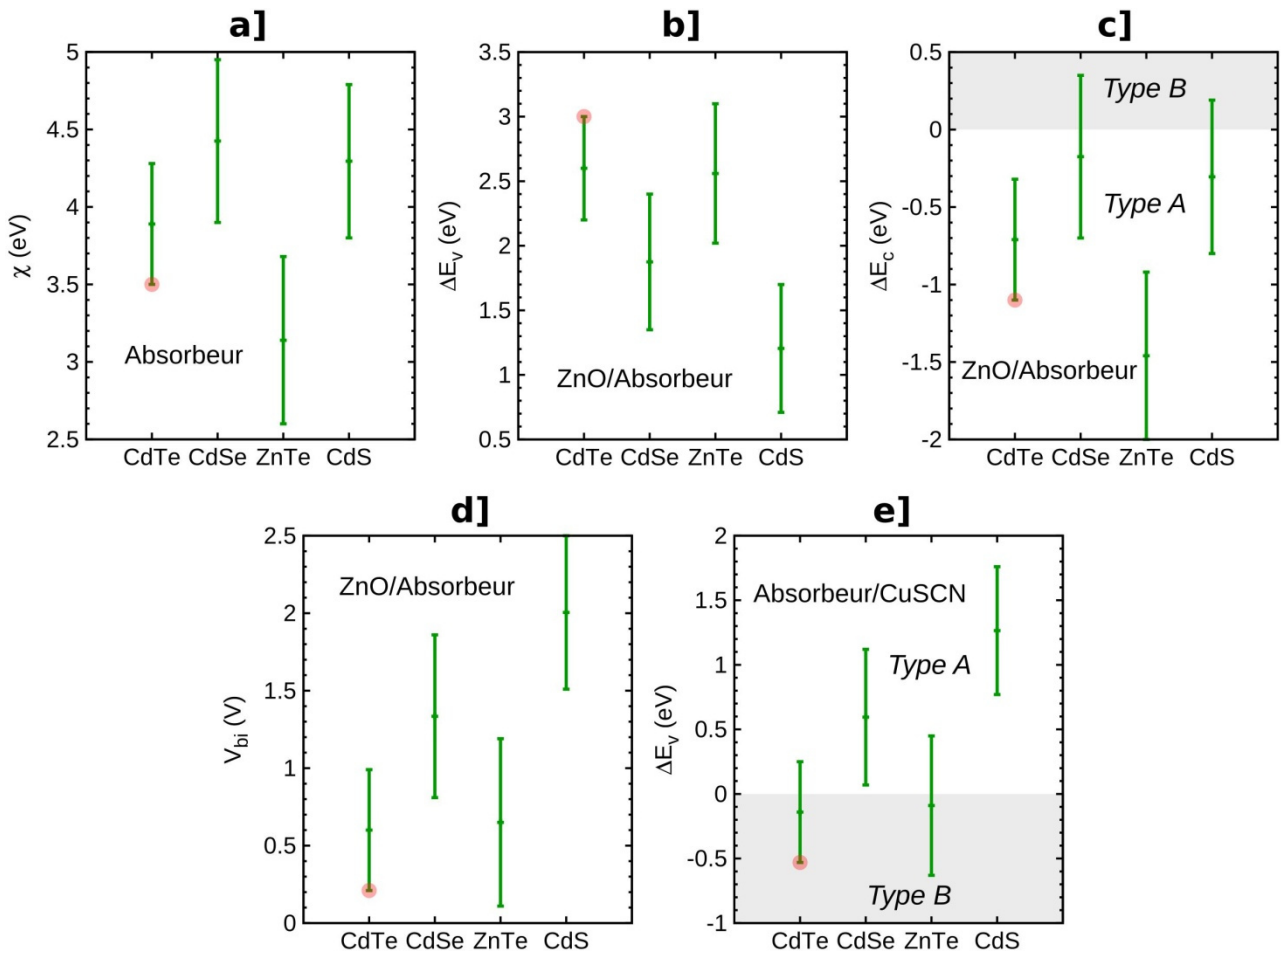 a]
5
4.5
4
3.5
3
2.5
χ (eV)
Absorbeur
CdTe CdSe ZnTe CdS
b]
3.5
3
2.5
2
1.5
1
0.5
ΔEv (eV)
ZnO/Absorbeur
CdTe CdSe ZnTe CdS
c]
0.5
0
-0.5
-1
-1.5
-2
ΔEc (eV)
Type B
Type A
ZnO/Absorbeur
CdTe CdSe ZnTe CdS
d]
2.5
2
1.5
1
0.5
0
Vbi (V)
ZnO/Absorbeur
CdTe CdSe ZnTe CdS
e]
2
1.5
1
0.5
0
-0.5
-1
ΔEv (eV)
Absorbeur/CuSCN
Type A
Type B
CdTe CdSe ZnTe CdS